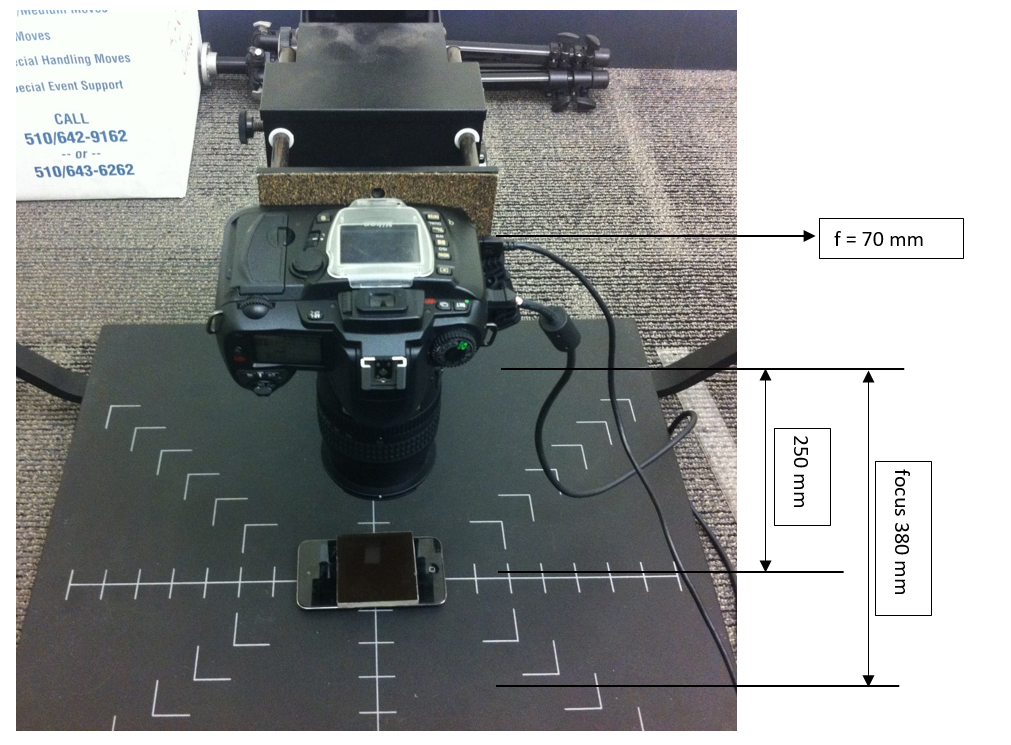 /Medium Moves
Moves
ecial Handling Moves
pecial Event Support
CALL
510/642-9162
-- or --
510/643-6262
f = 70 mm
250 mm
focus 380 mm